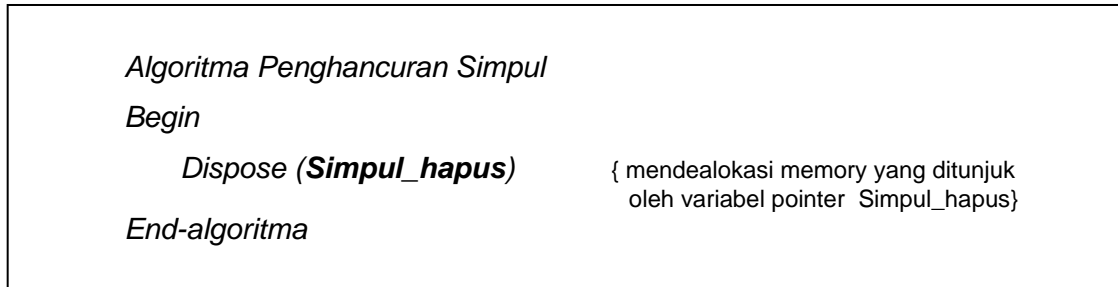 Algoritma Penghancuran Simpul
Begin
Dispose (Simpul_hapus) { mendealokasi memory yang ditunjuk
oleh variabel pointer Simpul_hapus}
End-algoritma